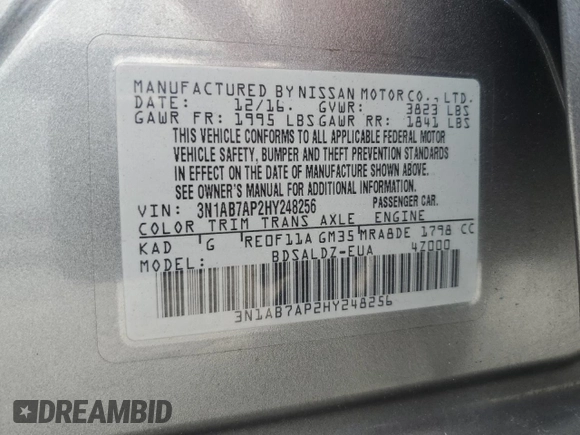 MANUFACTURED BY NISSAN MOTOR CO., LTD.
DATE: 12/16. GVWR: 3823 LBS
GAWR FR: 1995 LBS GAWR RR: 1841 LBS
THIS VEHICLE CONFORMS TO ALL APPLICABLE FEDERAL MOTOR
VEHICLE SAFETY, BUMPER AND THEFT PREVENTION STANDARDS
IN EFFECT ON THE DATE OF MANUFACTURE SHOWN ABOVE.
SEE OWNER'S MANUAL FOR ADDITIONAL INFORMATION.
VIN: 3N1AB7AP2HY248256 PASSENGER CAR.
COLOR TRIM TRANS AXLE ENGINE
KAD G RE0F11A GM35 MRA8DE 1798 CC
MODEL: BDSALDZ-EUA 4Z000
3N1AB7AP2HY248256
DREAMBID